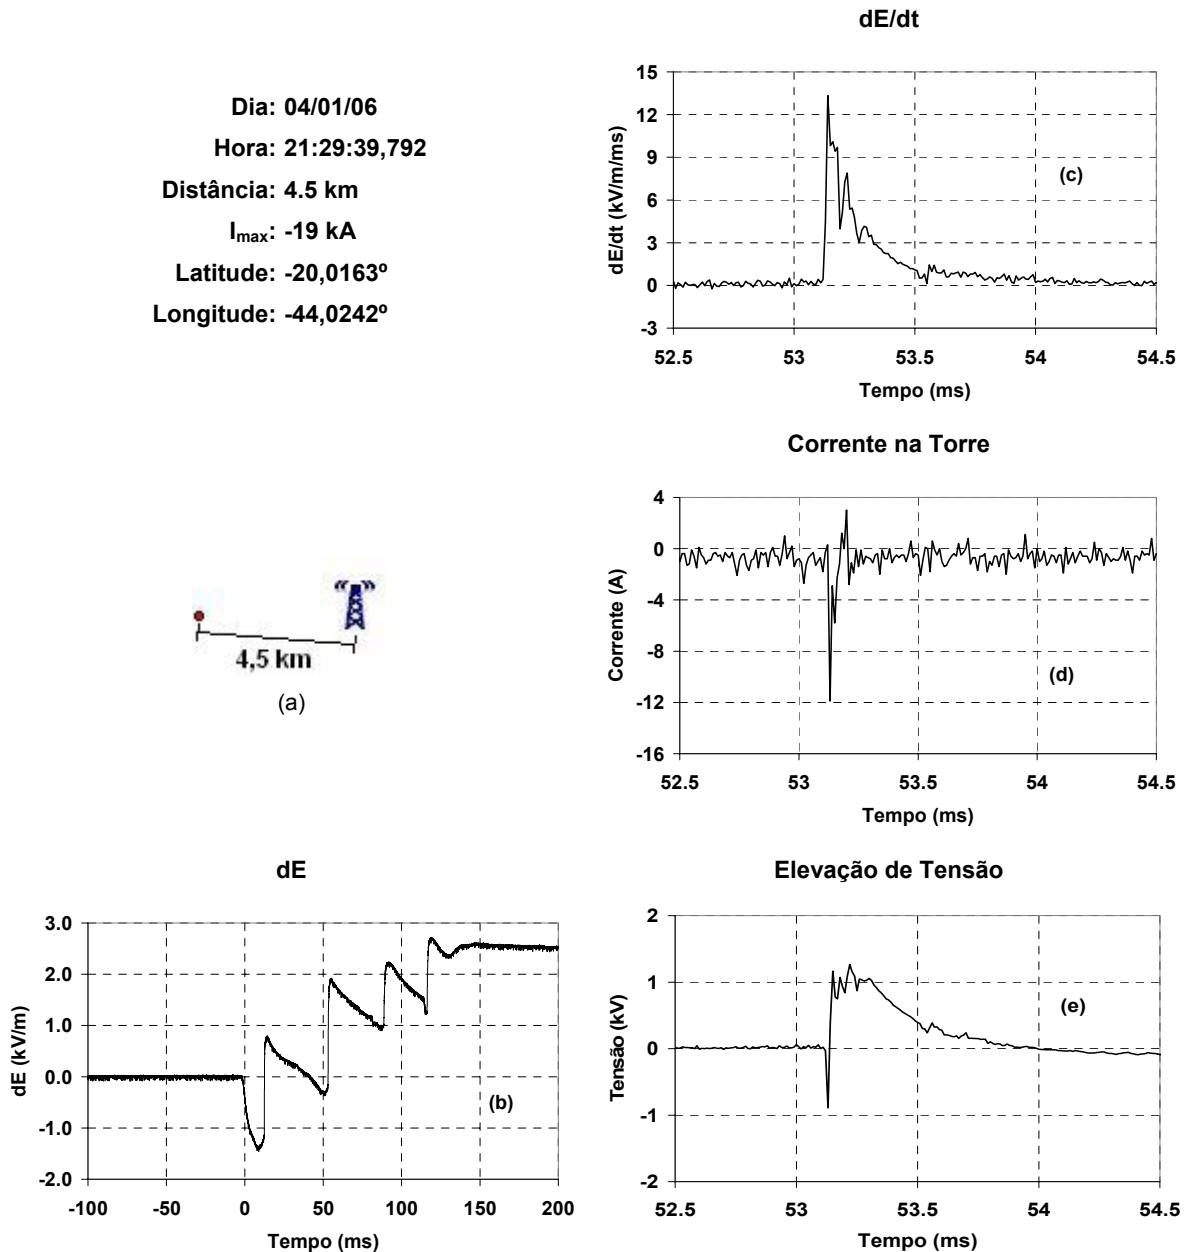 Dia: 04/01/06
Hora: 21:29:39,792
Distância: 4.5 km
Imax: -19 kA
Latitude: -20,0163º
Longitude: -44,0242º
4,5 km
(a)
dE/dt
15
12
9
6
3
0
-3
dE/dt (kV/m/ms)
(c)
52.5 53 53.5 54 54.5
Tempo (ms)
Corrente na Torre
4
0
-4
-8
-12
-16
Corrente (A)
(d)
52.5 53 53.5 54 54.5
Tempo (ms)
dE
3.0
2.0
1.0
0.0
-1.0
-2.0
dE (kV/m)
(b)
-100 -50 0 50 100 150 200
Tempo (ms)
Elevação de Tensão
2
1
0
-1
-2
Tensão (kV)
(e)
52.5 53 53.5 54 54.5
Tempo (ms)